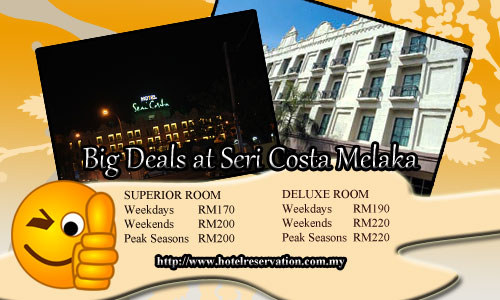 HOTEL
Seri Costa
Big Deals at Seri Costa Melaka
SUPERIOR ROOM
Weekdays RM170
Weekends RM200
Peak Seasons RM200
DELUXE ROOM
Weekdays RM190
Weekends RM220
Peak Seasons RM220
http://www.hotelreservation.com.my